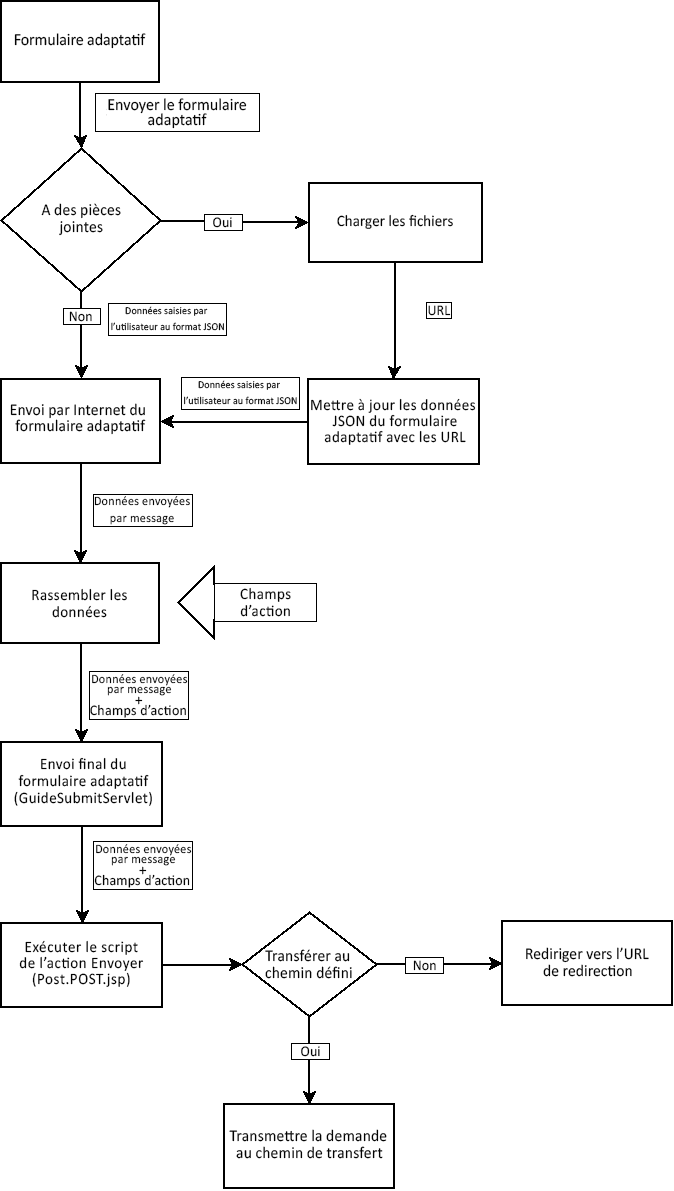 Formulaire adaptatif
Envoyer le formulaire
adaptatif
A des pièces
jointes
Oui
Charger les fichiers
Non
Données saisies par
l'utilisateur au format JSON
URL
Envoi par Internet du
formulaire adaptatif
Données saisies par
l'utilisateur au format JSON
Mettre à jour les données
JSON du formulaire
adaptatif avec les URL
Données envoyées
par message
Rassembler les
données
Champs
d'action
Données envoyées
par message
+
Champs d'action
Envoi final du
formulaire adaptatif
(GuideSubmitServlet)
Données envoyées
par message
+
Champs d'action
Exécuter le script
de l'action Envoyer
(Post.POST.jsp)
Transférer au
chemin défini
Non
Rediriger vers l'URL
de redirection
Oui
Transmettre la demande
au chemin de transfert